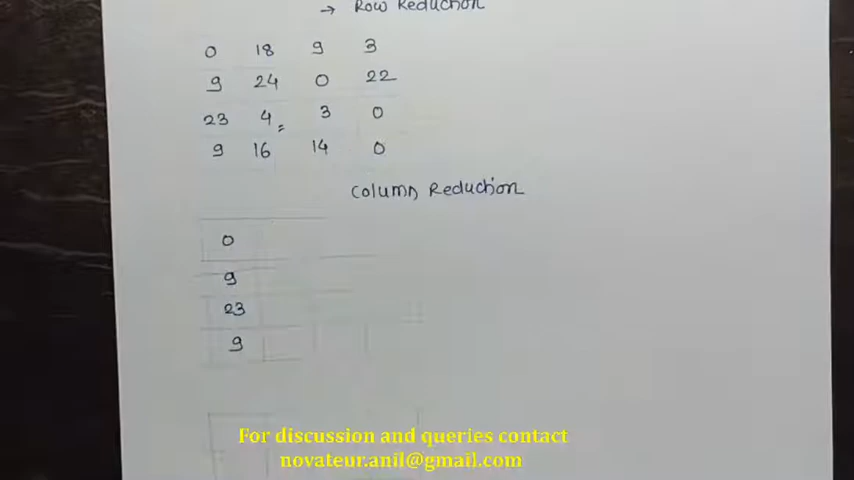 → Row Reduction
0 18 9 3
9 24 0 22
23 4 3 0
9 16 14 0
Column Reduction
0
9
23
9
For discussion and queries contact
novateur.anil@gmail.com